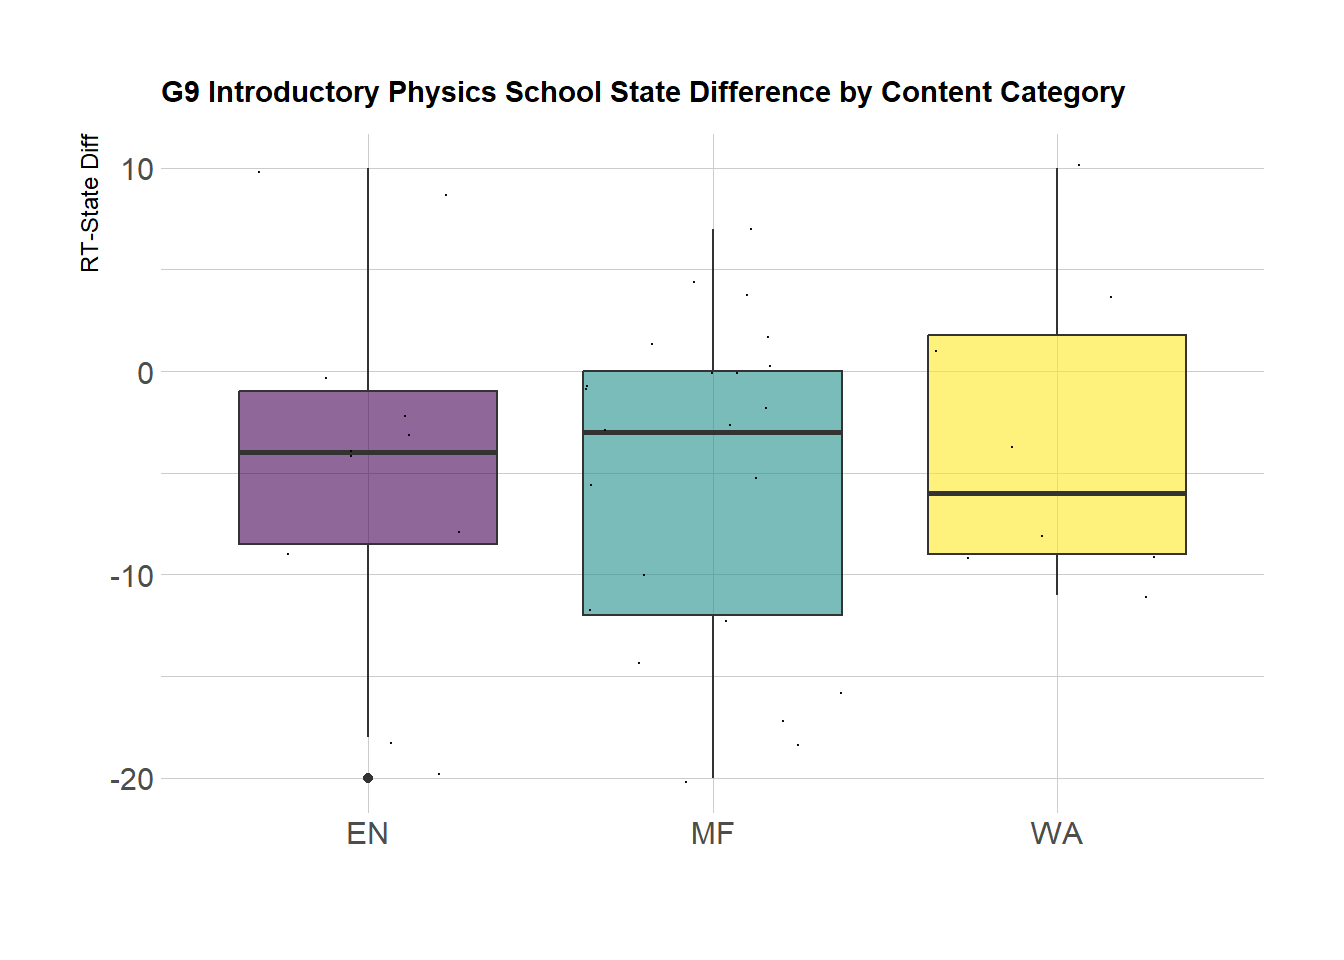 G9 Introductory Physics School State Difference by Content Category
RT-State Diff
10
0
-10
-20
EN MF WA